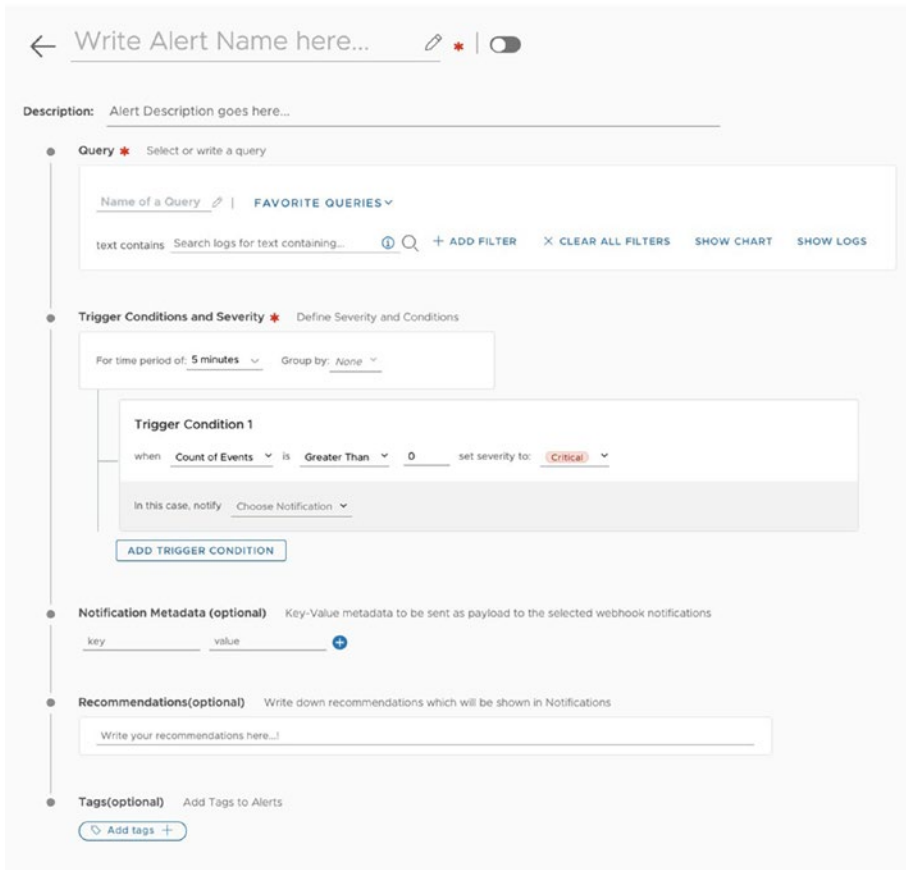 Write Alert Name here... *
Description: Alert Description goes here...
Query * Select or write a query
Name of a Query | FAVORITE QUERIES
text contains Search logs for text containing... + ADD FILTER × CLEAR ALL FILTERS SHOW CHART SHOW LOGS
Trigger Conditions and Severity * Define Severity and Conditions
For time period of: 5 minutes Group by: None
Trigger Condition 1
when Count of Events is Greater Than 0 set severity to: Critical
In this case, notify Choose Notification
ADD TRIGGER CONDITION
Notification Metadata (optional) Key-Value metadata to be sent as payload to the selected webhook notifications
key value
Recommendations(optional) Write down recommendations which will be shown in Notifications
Write your recommendations here...!
Tags(optional) Add Tags to Alerts
Add tags +